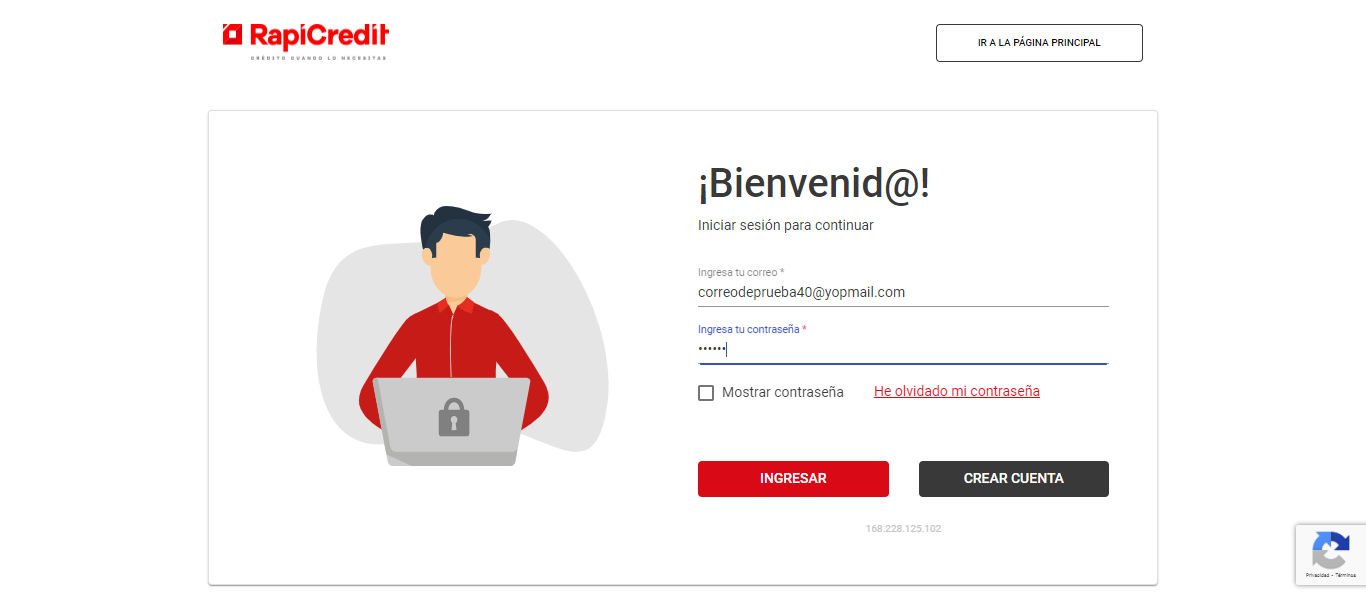 RapiCredit
CRÉDITO CUANDO LO NECESITAS
IR A LA PÁGINA PRINCIPAL
¡Bienvenid@!
Iniciar sesión para continuar
Ingresa tu correo *
correodeprueba40@yopmail.com
Ingresa tu contraseña *
••••••
Mostrar contraseña
He olvidado mi contraseña
INGRESAR
CREAR CUENTA
168.228.125.102
Privacidad - Términos